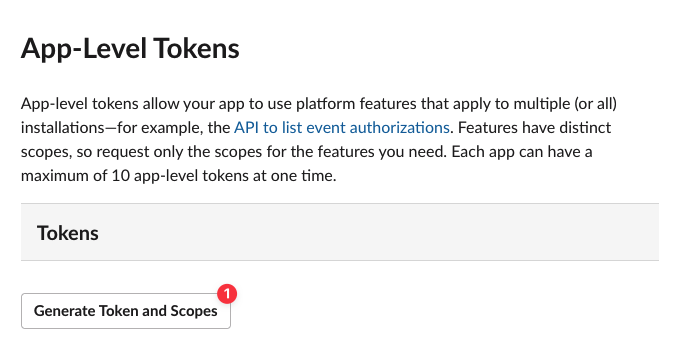 App-Level Tokens
App-level tokens allow your app to use platform features that apply to multiple (or all)
installations—for example, the API to list event authorizations. Features have distinct
scopes, so request only the scopes for the features you need. Each app can have a
maximum of 10 app-level tokens at one time.
Tokens
1
Generate Token and Scopes